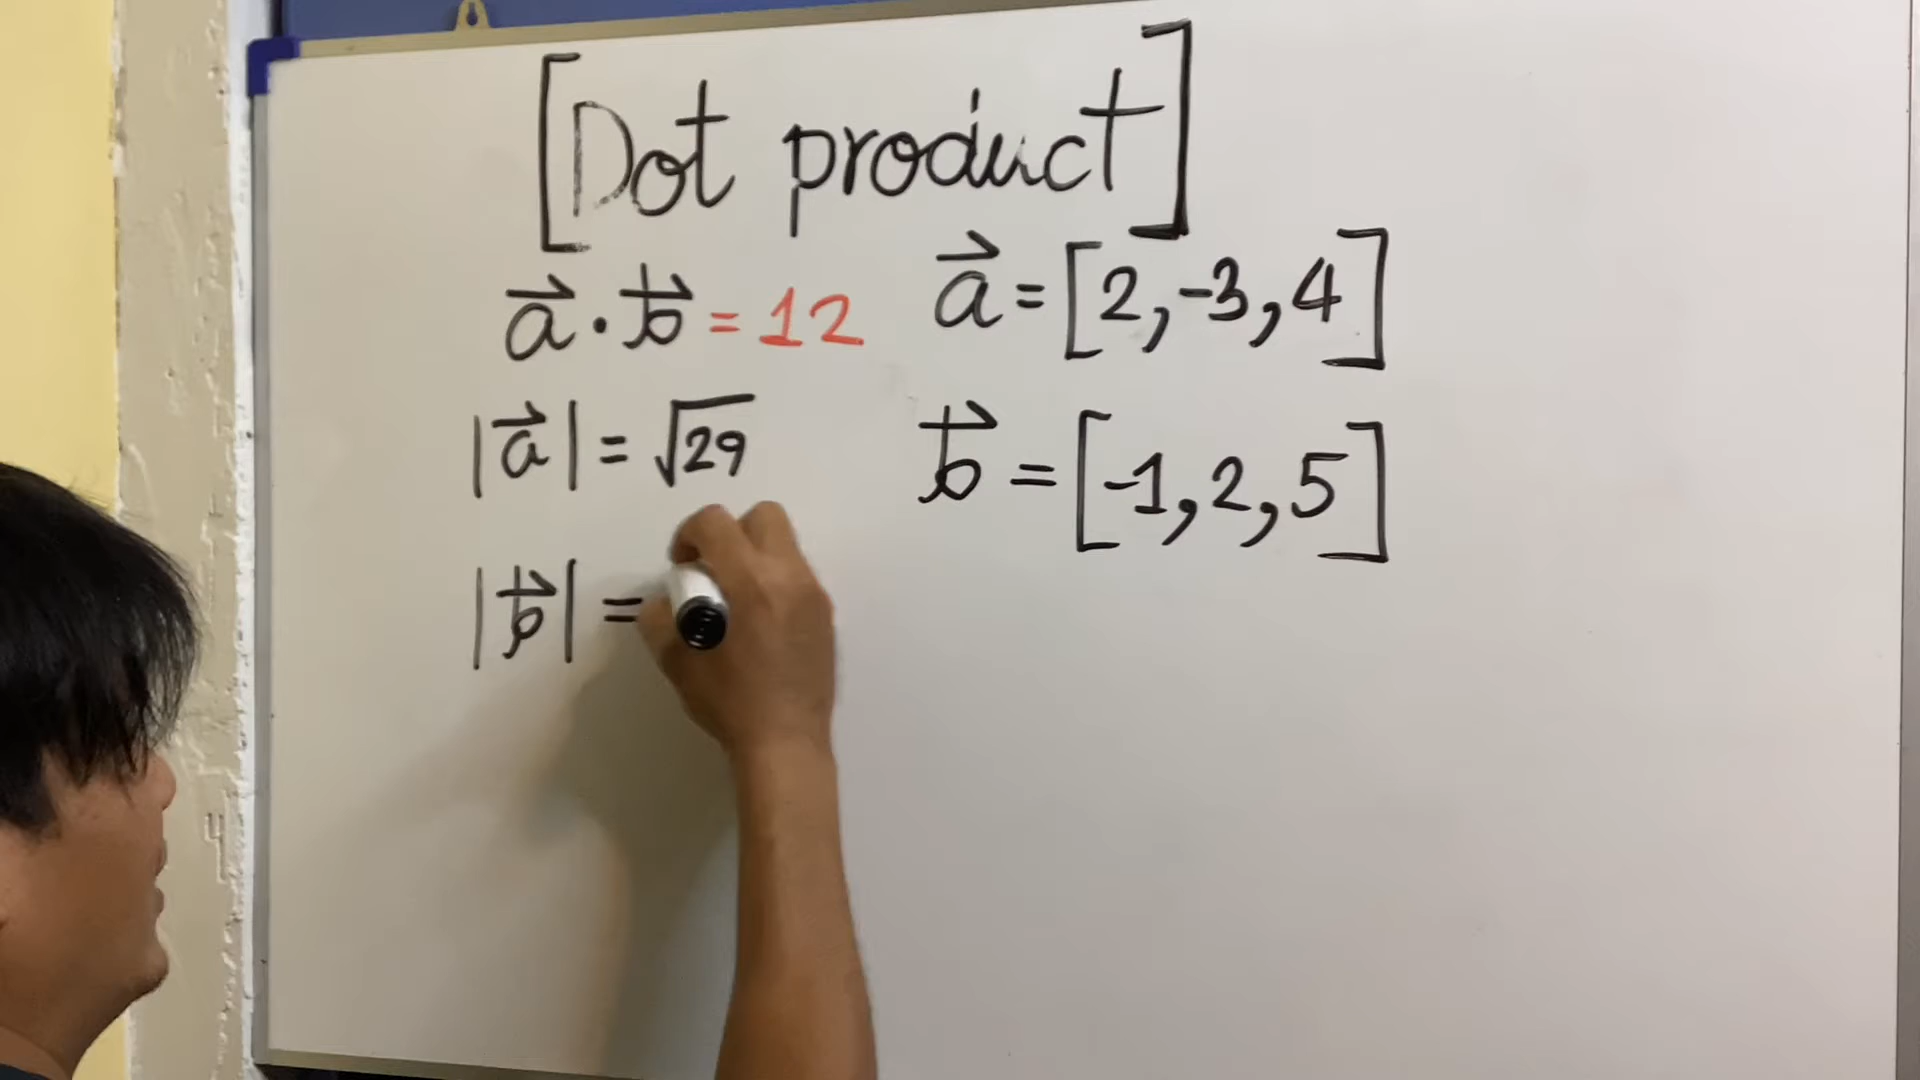 [Dot product]
a⃗ · b⃗ = 12
a⃗ = [2, -3, 4]
|a⃗| = √29
b⃗ = [-1, 2, 5]
|b⃗| =